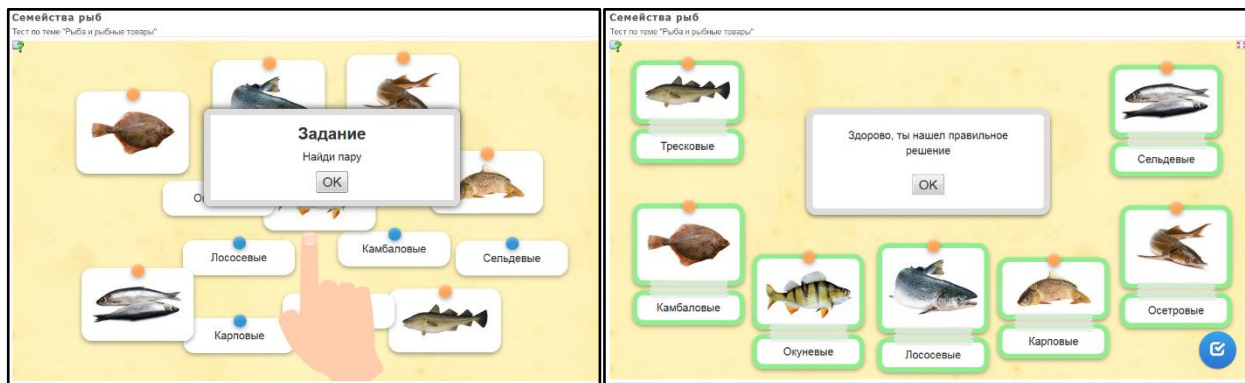 Семейства рыб
Тест по теме "Рыба и рыбные товары"
Задание
Найди пару
OK
Лососевые
Камбаловые
Сельдевые
Карповые
Семейства рыб
Тест по теме "Рыба и рыбные товары"
Здорово, ты нашел правильное
решение
OK
Тресковые
Сельдевые
Камбаловые
Осетровые
Окуневые
Лососевые
Карповые